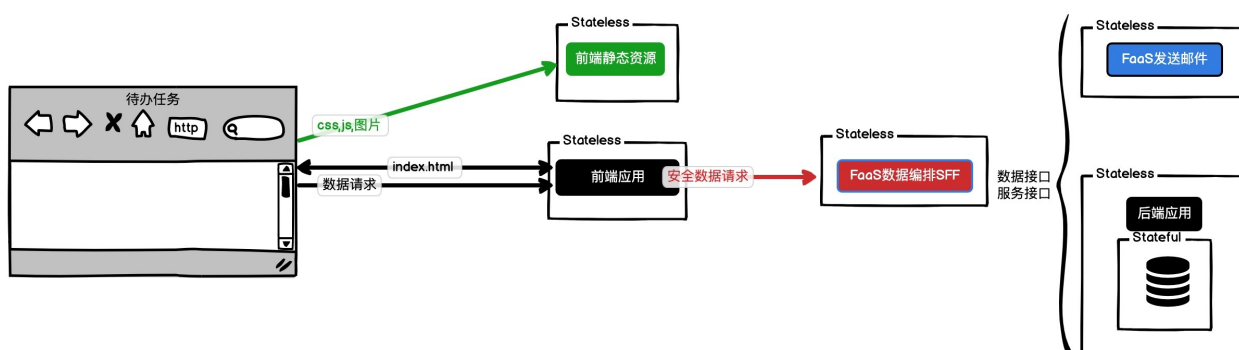 待办任务
http
css,js,图片
index.html
数据请求
Stateless
前端静态资源
Stateless
前端应用
安全数据请求
Stateless
FaaS数据编排SFF
数据接口
服务接口
Stateless
FaaS发送邮件
Stateless
后端应用
Stateful